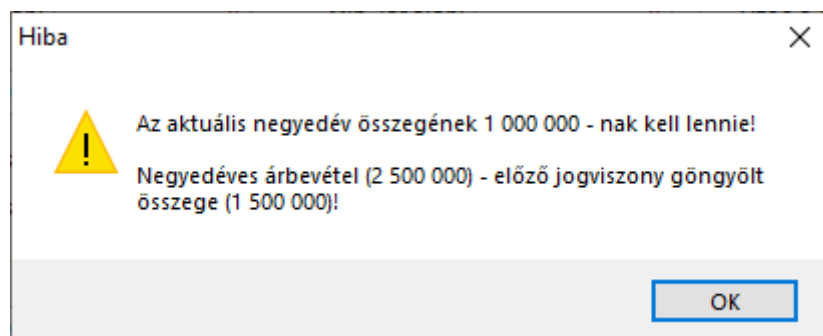 Hiba
Az aktuális negyedév összegének 1 000 000 - nak kell lennie!
Negyedéves árbevétel (2 500 000) - előző jogviszony göngyölt
összege (1 500 000)!
OK